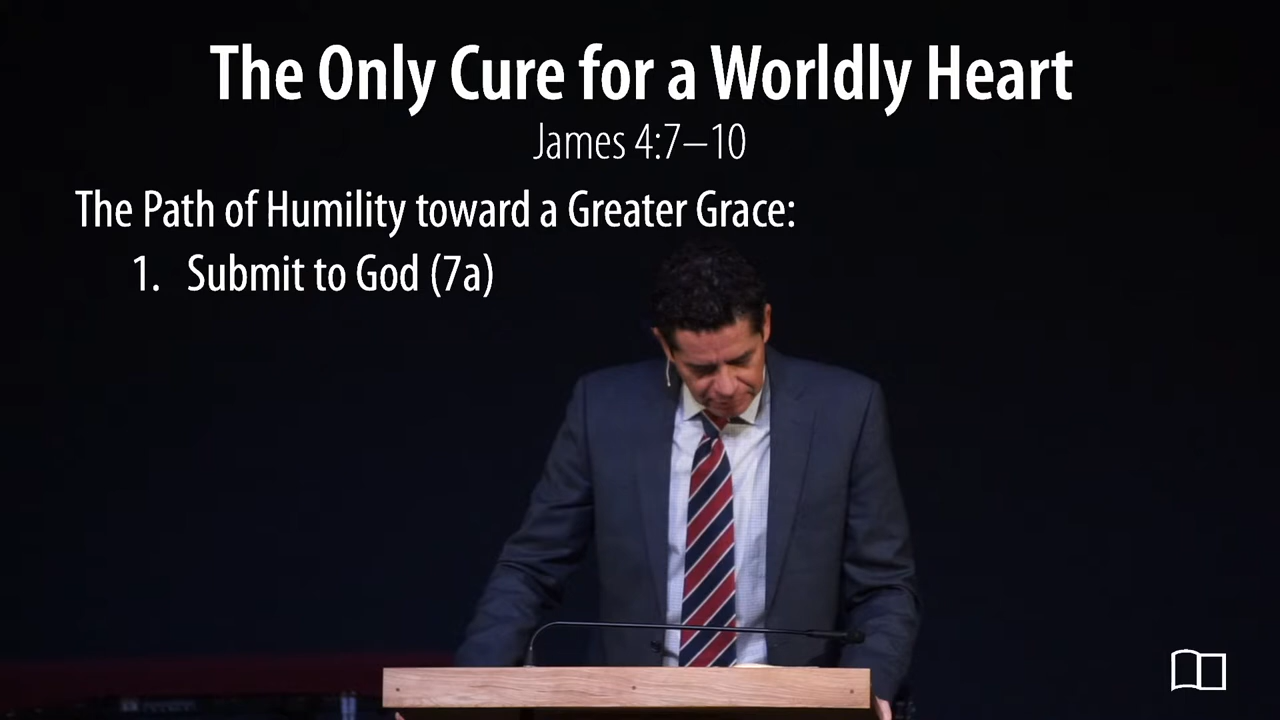 The Only Cure for a Worldly Heart
James 4:7–10
The Path of Humility toward a Greater Grace:
1. Submit to God (7a)